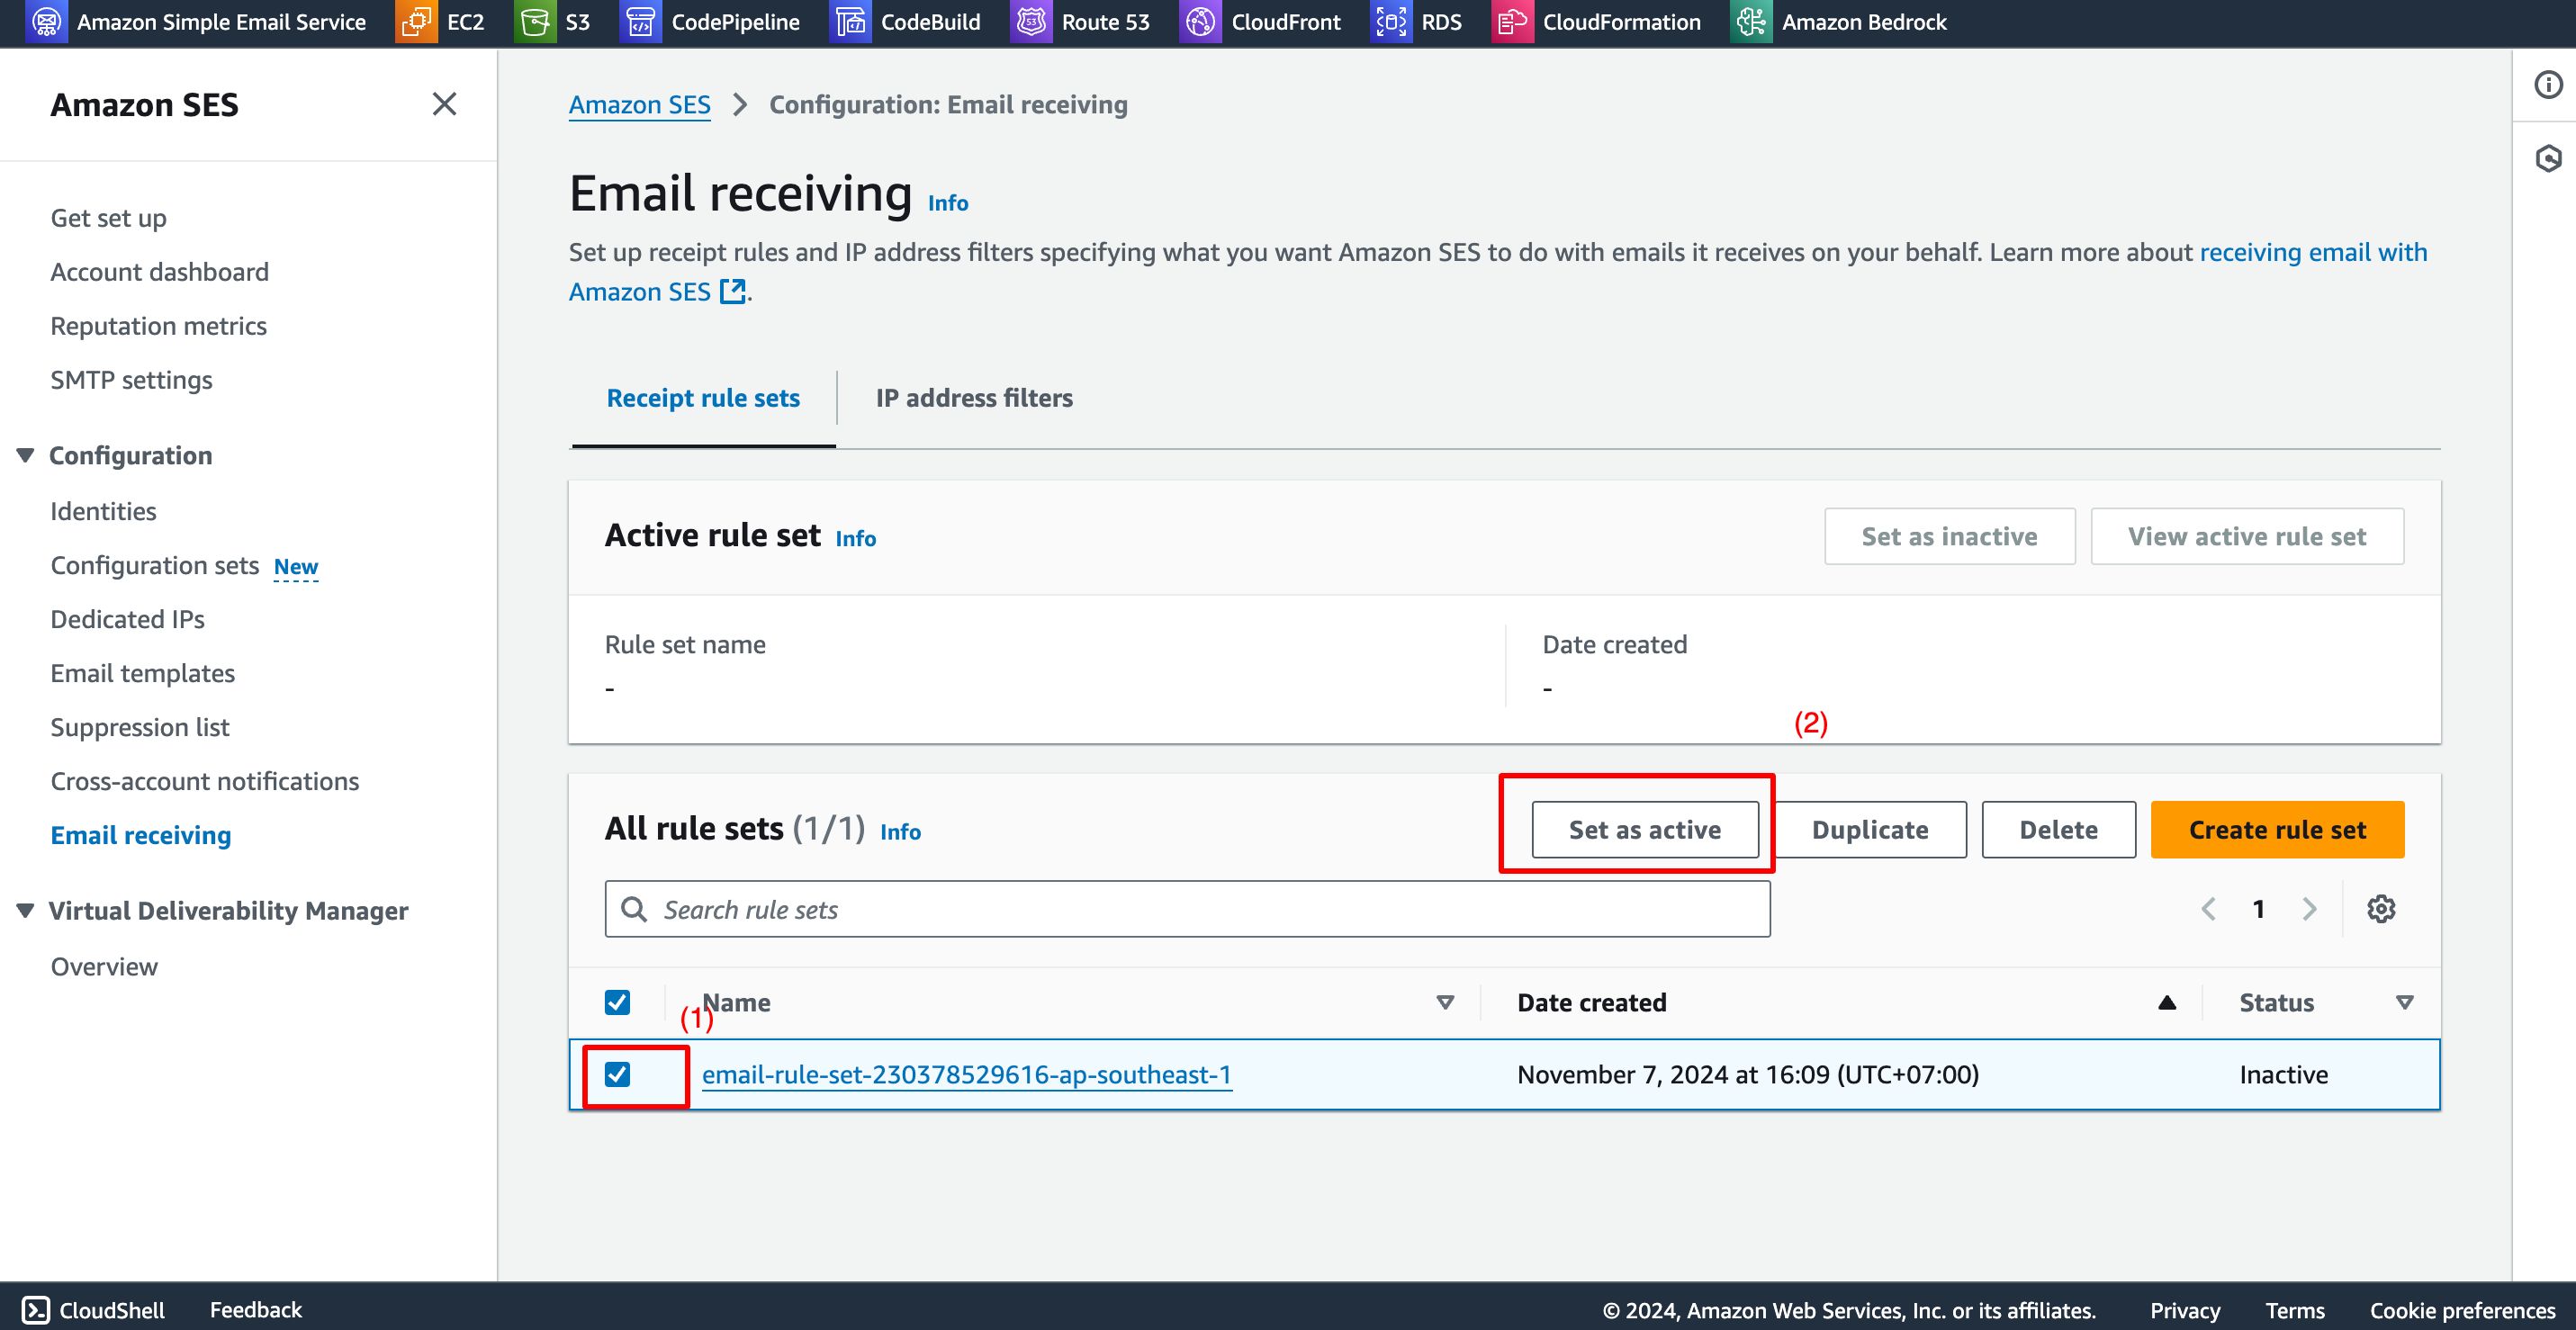 Amazon Simple Email Service EC2 S3 CodePipeline CodeBuild Route 53 CloudFront RDS CloudFormation Amazon Bedrock
Amazon SES
Get set up
Account dashboard
Reputation metrics
SMTP settings
Configuration
Identities
Configuration sets New
Dedicated IPs
Email templates
Suppression list
Cross-account notifications
Email receiving
Virtual Deliverability Manager
Overview
Amazon SES Configuration: Email receiving
Email receiving Info
Set up receipt rules and IP address filters specifying what you want Amazon SES to do with emails it receives on your behalf. Learn more about receiving email with
Amazon SES .
Receipt rule sets IP address filters
Active rule set Info Set as inactive View active rule set
Rule set name Date created
- -
(2)
All rule sets (1/1) Info Set as active Duplicate Delete Create rule set
Search rule sets 1
(1) Name Date created Status
email-rule-set-230378529616-ap-southeast-1 November 7, 2024 at 16:09 (UTC+07:00) Inactive
CloudShell Feedback © 2024, Amazon Web Services, Inc. or its affiliates. Privacy Terms Cookie preferences